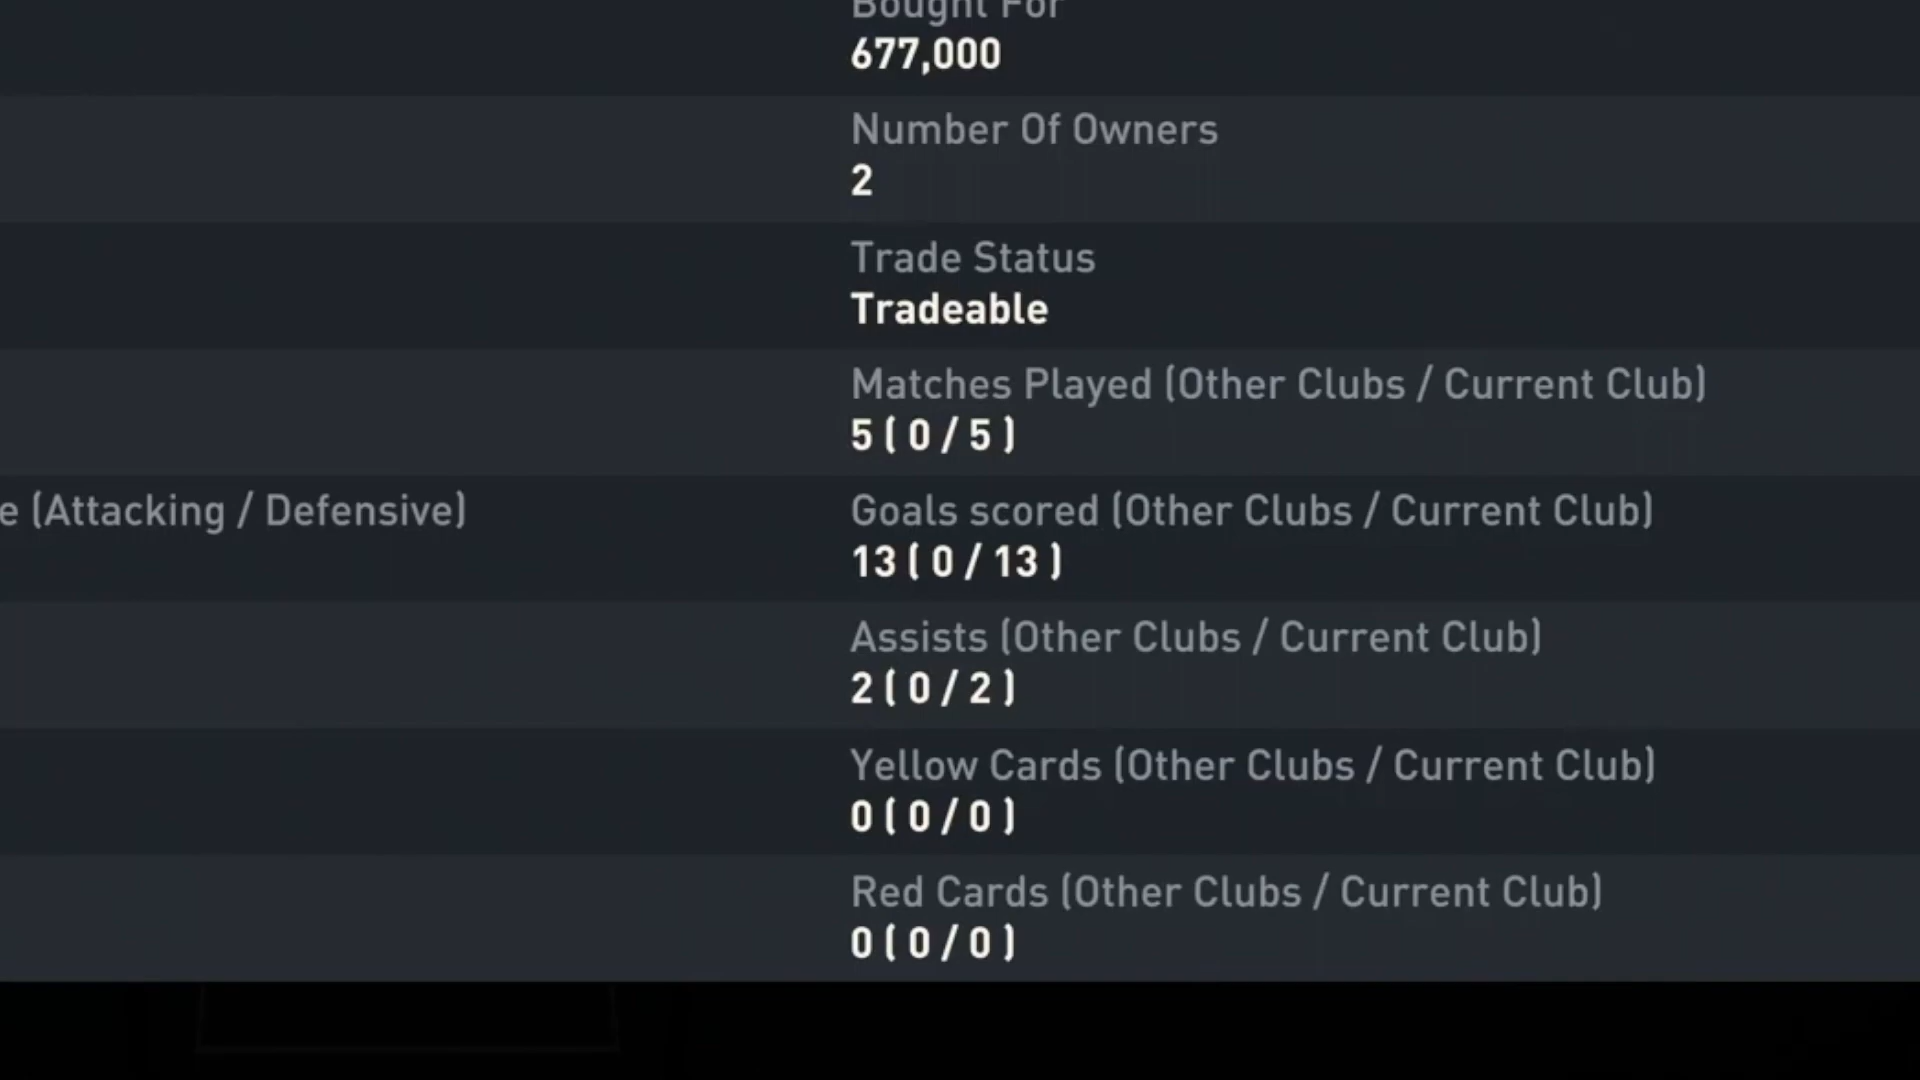 Bought For
677,000
Number Of Owners
2
Trade Status
Tradeable
Matches Played (Other Clubs / Current Club)
5 ( 0 / 5 )
e (Attacking / Defensive)
Goals scored (Other Clubs / Current Club)
13 ( 0 / 13 )
Assists (Other Clubs / Current Club)
2 ( 0 / 2 )
Yellow Cards (Other Clubs / Current Club)
0 ( 0 / 0 )
Red Cards (Other Clubs / Current Club)
0 ( 0 / 0 )